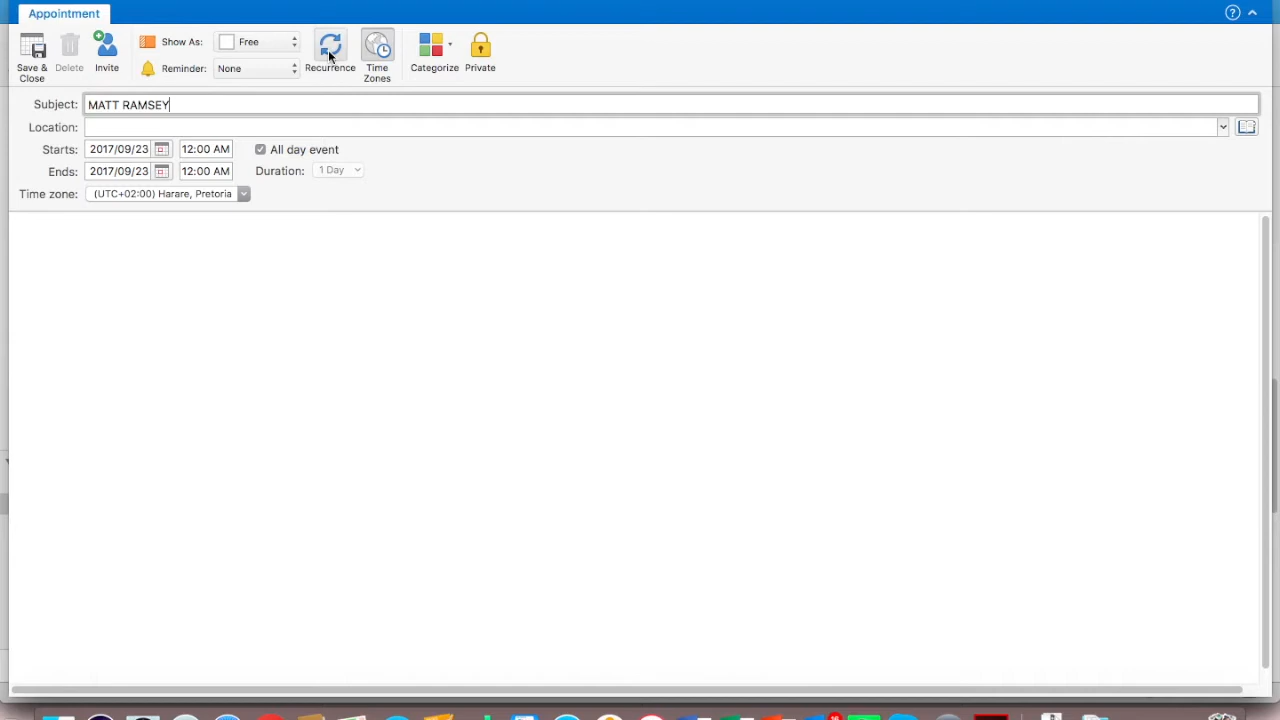 Appointment
Save & Close
Delete
Invite
Show As: Free
Reminder: None
Recurrence
Time Zones
Categorize
Private
Subject: MATT RAMSEY
Location:
Starts: 2017/09/23 12:00 AM All day event
Ends: 2017/09/23 12:00 AM Duration: 1 Day
Time zone: (UTC+02:00) Harare, Pretoria